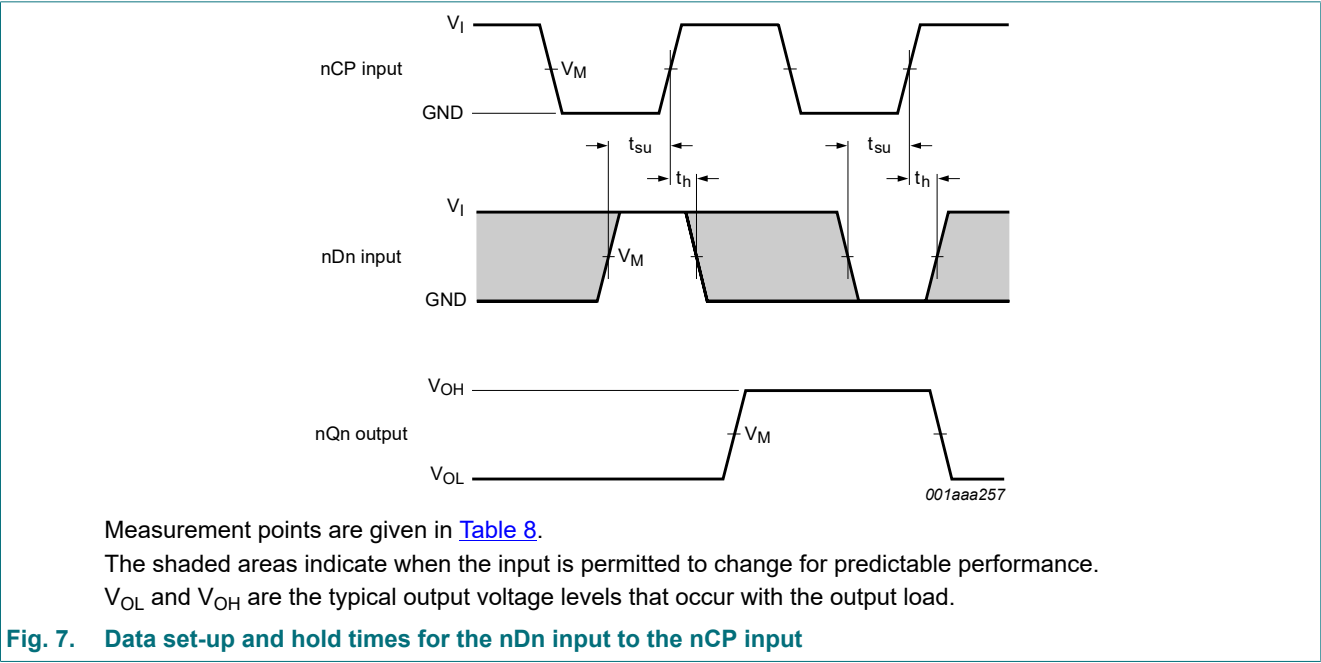 VI
nCP input
VM
GND
tsu
tsu
th
th
VI
nDn input
VM
GND
VOH
nQn output
VM
VOL
001aaa257
Measurement points are given in Table 8.
The shaded areas indicate when the input is permitted to change for predictable performance.
VOL and VOH are the typical output voltage levels that occur with the output load.
Fig. 7. Data set-up and hold times for the nDn input to the nCP input